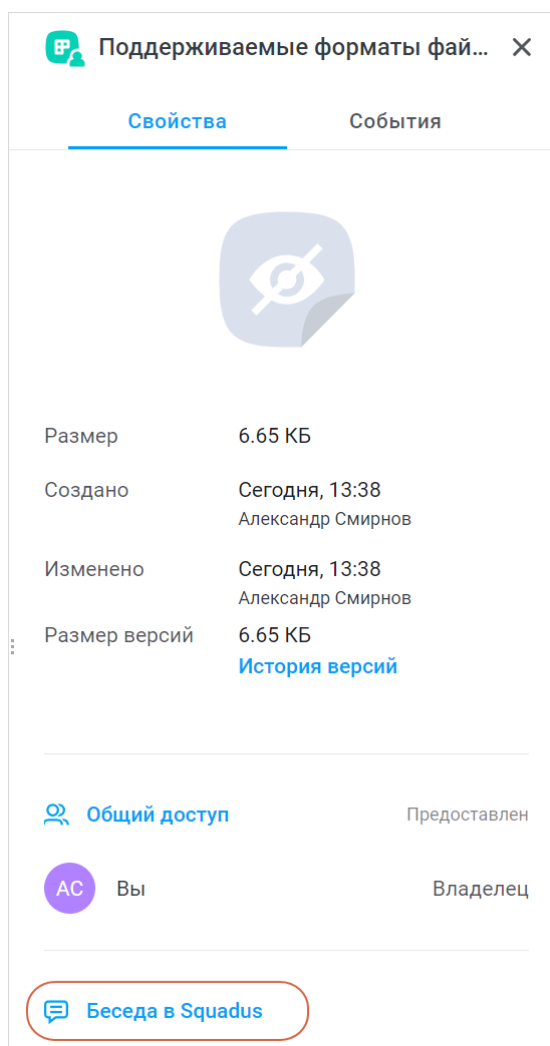 Поддерживаемые форматы фай...
Свойства События
Размер 6.65 КБ
Создано Сегодня, 13:38
Александр Смирнов
Изменено Сегодня, 13:38
Александр Смирнов
Размер версий 6.65 КБ
История версий
Общий доступ Предоставлен
АС Вы Владелец
Беседа в Squadus